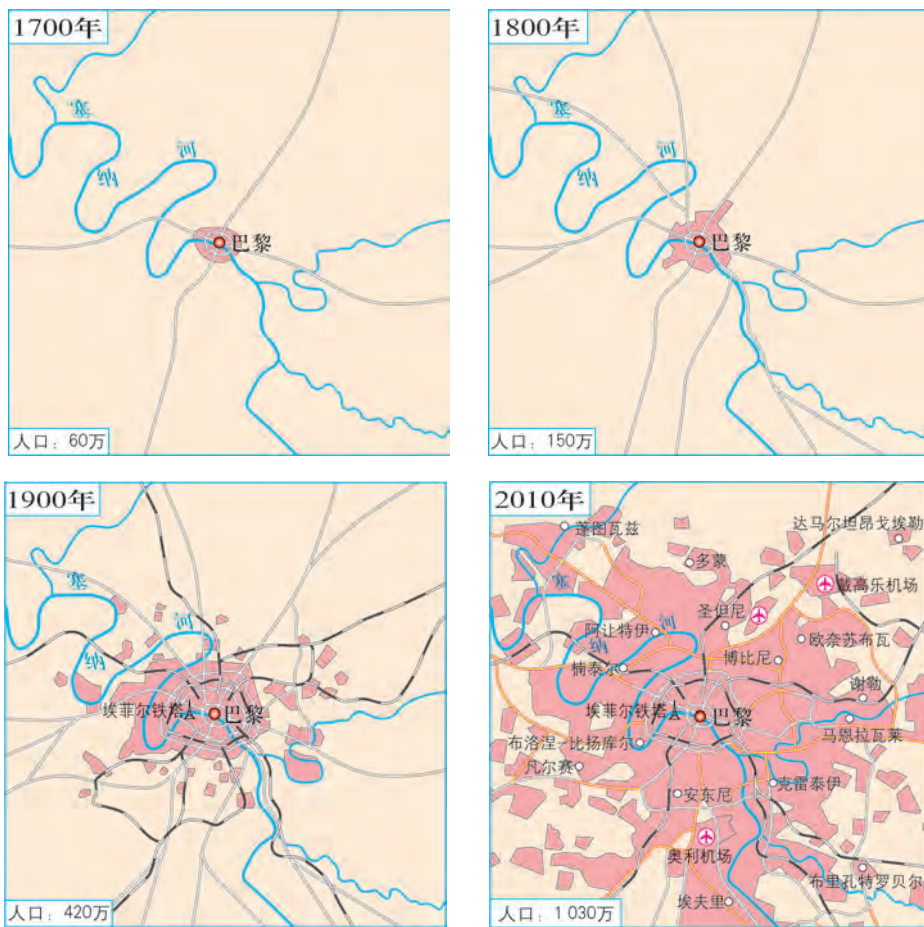 1700年
塞
纳
河
巴黎
人口：60万
1800年
塞
纳
河
巴黎
人口：150万
1900年
塞
纳
河
埃菲尔铁塔
巴黎
人口：420万
2010年
蓬图瓦兹
达马尔坦昂戈埃勒
多蒙
戴高乐机场
塞
纳
河
圣但尼
阿让特伊
欧奈苏布瓦
博比尼
楠泰尔
谢勒
埃菲尔铁塔
巴黎
马恩拉瓦莱
布洛涅-比扬库尔
凡尔赛
克雷泰伊
安东尼
奥利机场
布里孔特罗贝尔
埃夫里
人口：1 030万